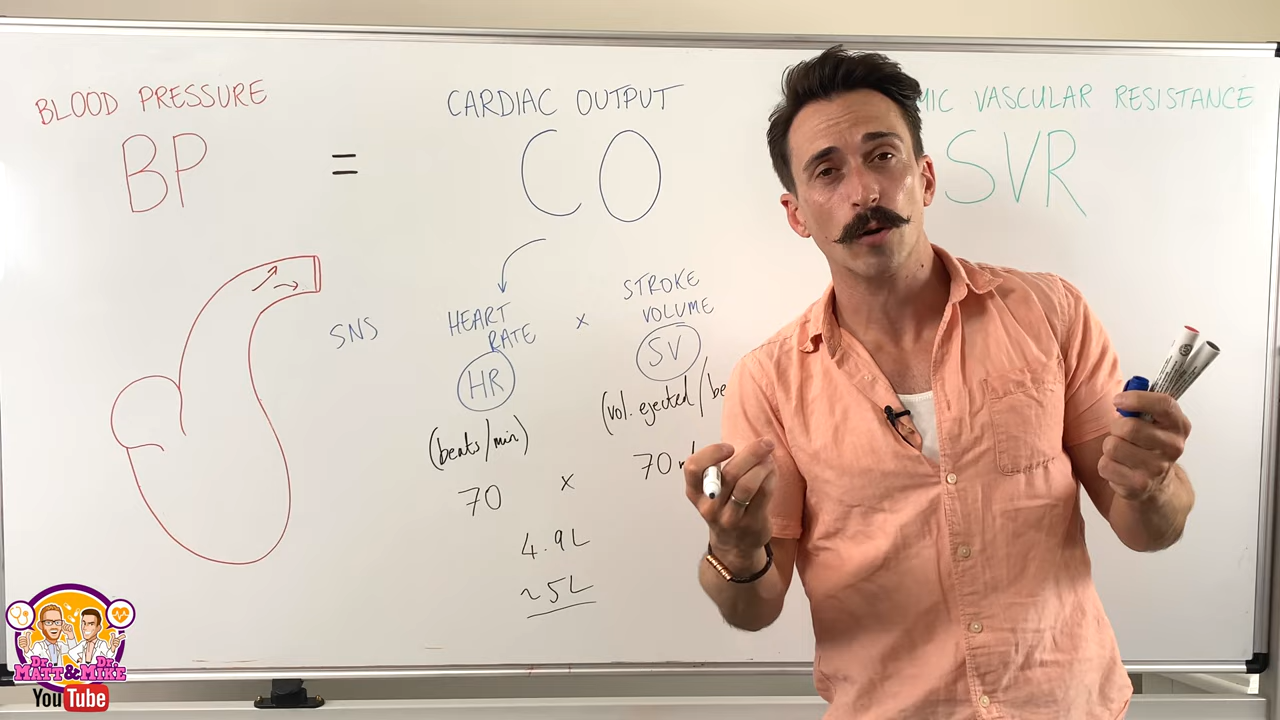 BLOOD PRESSURE
BP
=
CARDIAC OUTPUT
CO
MIC VASCULAR RESISTANCE
SVR
SNS
HEART
RATE
HR
(beats/min)
x
STROKE
VOLUME
SV
(vol. ejected/be
70
x
70 m
4.9L
~5L
Dr. Dr.
MATT & MIKE
YouTube